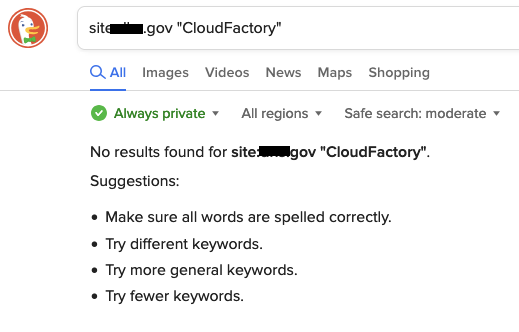 site .gov "CloudFactory"
All Images Videos News Maps Shopping
Always private All regions Safe search: moderate
No results found for site: gov "CloudFactory".
Suggestions:
• Make sure all words are spelled correctly.
• Try different keywords.
• Try more general keywords.
• Try fewer keywords.